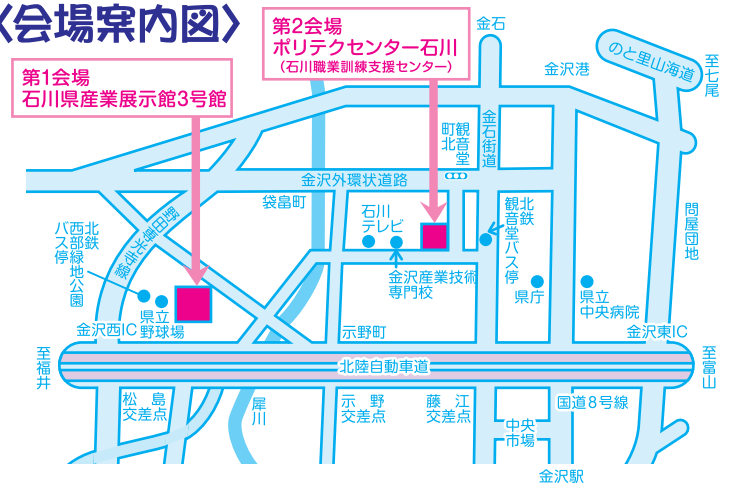 〈会場案内図〉
第1会場
石川県産業展示館3号館
第2会場
ポリテクセンター石川
（石川職業訓練支援センター）
金石
金沢港
のと里山海道
至七尾
金石街道
観音堂
町北
金沢外環状道路
袋畠町
石川
テレビ
北鉄
観音堂バス停
問屋団地
野田専光寺線
北鉄
西部緑地公園
バス停
金沢産業技術
専門校
県庁
県立
中央病院
県立
野球場
金沢西IC
示野町
金沢東IC
至福井
北陸自動車道
至富山
松島
交差点
犀川
示野
交差点
藤江
交差点
国道8号線
中央
市場
金沢駅